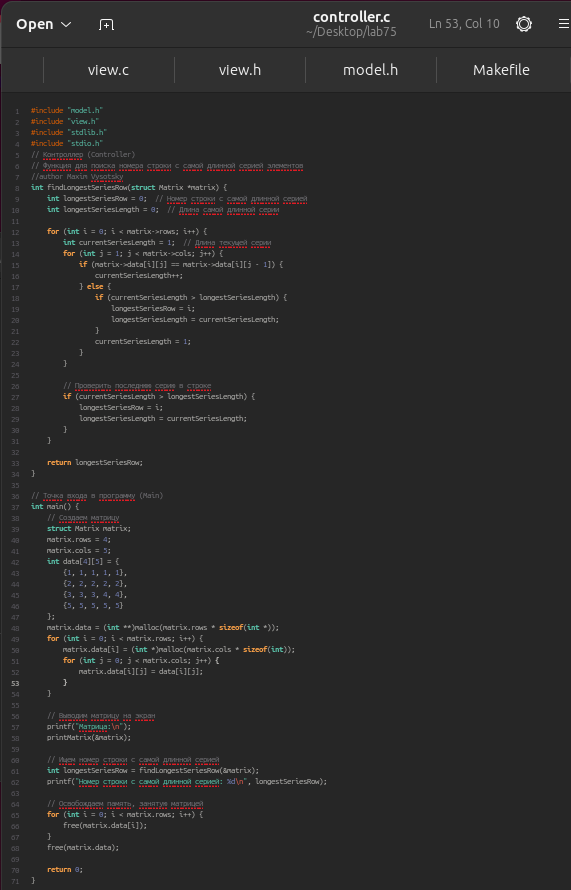 Open
controller.c
~/Desktop/lab75
Ln 53, Col 10
view.c
view.h
model.h
Makefile
1 #include "model.h"
2 #include "view.h"
3 #include "stdlib.h"
4 #include "stdio.h"
5 // Контроллер (Controller)
6 // Функция для поиска номера строки с самой длинной серией элементов
7 //author Maxim Vysotsky
8 int findLongestSeriesRow(struct Matrix *matrix) {
9 int longestSeriesRow = 0; // Номер строки с самой длинной серией
10 int longestSeriesLength = 0; // Длина самой длинной серии
11
12 for (int i = 0; i < matrix->rows; i++) {
13 int currentSeriesLength = 1; // Длина текущей серии
14 for (int j = 1; j < matrix->cols; j++) {
15 if (matrix->data[i][j] == matrix->data[i][j - 1]) {
16 currentSeriesLength++;
17 } else {
18 if (currentSeriesLength > longestSeriesLength) {
19 longestSeriesRow = i;
20 longestSeriesLength = currentSeriesLength;
21 }
22 currentSeriesLength = 1;
23 }
24 }
25
26 // Проверить последнюю серию в строке
27 if (currentSeriesLength > longestSeriesLength) {
28 longestSeriesRow = i;
29 longestSeriesLength = currentSeriesLength;
30 }
31 }
32
33 return longestSeriesRow;
34 }
35
36 // Точка входа в программу (Main)
37 int main() {
38 // Создаем матрицу
39 struct Matrix matrix;
40 matrix.rows = 4;
41 matrix.cols = 5;
42 int data[4][5] = {
43 {1, 1, 1, 1, 1},
44 {2, 2, 2, 2, 2},
45 {3, 3, 3, 4, 4},
46 {5, 5, 5, 5, 5}
47 };
48 matrix.data = (int **)malloc(matrix.rows * sizeof(int *));
49 for (int i = 0; i < matrix.rows; i++) {
50 matrix.data[i] = (int *)malloc(matrix.cols * sizeof(int));
51 for (int j = 0; j < matrix.cols; j++) {
52 matrix.data[i][j] = data[i][j];
53 }
54 }
55
56 // Выводим матрицу на экран
57 printf("Матрица:\n");
58 printMatrix(&matrix);
59
60 // Ищем номер строки с самой длинной серией
61 int longestSeriesRow = findLongestSeriesRow(&matrix);
62 printf("Номер строки с самой длинной серией: %d\n", longestSeriesRow);
63
64 // Освобождаем память, занятую матрицей
65 for (int i = 0; i < matrix.rows; i++) {
66 free(matrix.data[i]);
67 }
68 free(matrix.data);
69
70 return 0;
71 }